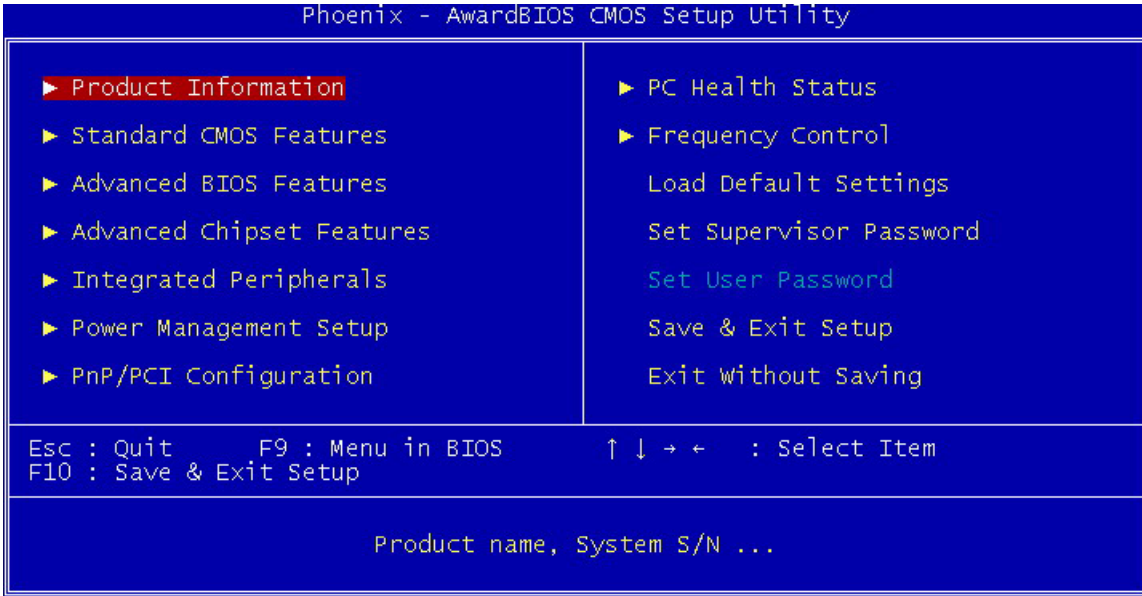 Phoenix - AwardBIOS CMOS Setup Utility
► Product Information
► Standard CMOS Features
► Advanced BIOS Features
► Advanced Chipset Features
► Integrated Peripherals
► Power Management Setup
► PnP/PCI Configuration
► PC Health Status
► Frequency Control
Load Default Settings
Set Supervisor Password
Set User Password
Save & Exit Setup
Exit Without Saving
Esc : Quit F9 : Menu in BIOS ↑ ↓ → ← : Select Item
F10 : Save & Exit Setup
Product name, System S/N ...